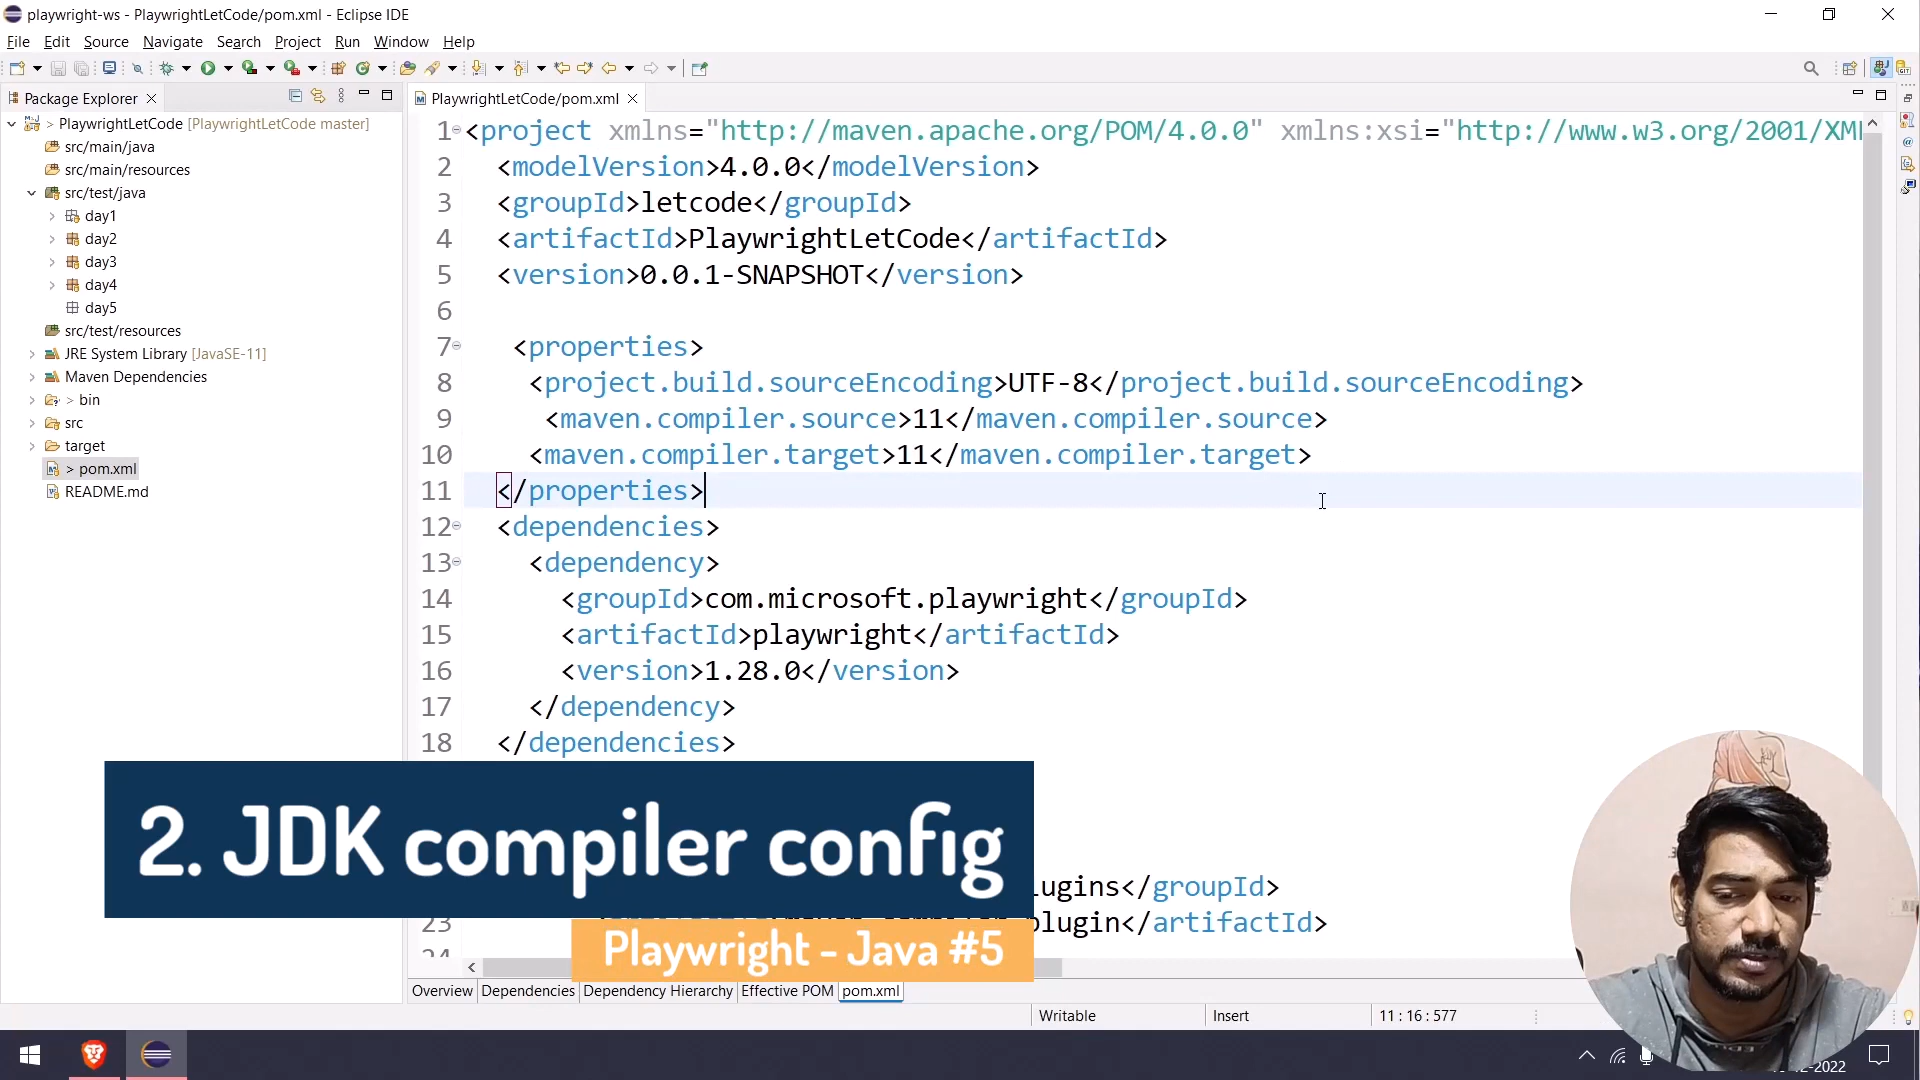 playwright-ws - PlaywrightLetCode/pom.xml - Eclipse IDE
File Edit Source Navigate Search Project Run Window Help
Package Explorer
PlaywrightLetCode/pom.xml
> PlaywrightLetCode [PlaywrightLetCode master]
src/main/java
src/main/resources
src/test/java
day1
day2
day3
day4
day5
src/test/resources
JRE System Library [JavaSE-11]
Maven Dependencies
> bin
src
target
> pom.xml
README.md
1 <project xmlns="http://maven.apache.org/POM/4.0.0" xmlns:xsi="http://www.w3.org/2001/XM
2 <modelVersion>4.0.0</modelVersion>
3 <groupId>letcode</groupId>
4 <artifactId>PlaywrightLetCode</artifactId>
5 <version>0.0.1-SNAPSHOT</version>
6
7 <properties>
8 <project.build.sourceEncoding>UTF-8</project.build.sourceEncoding>
9 <maven.compiler.source>11</maven.compiler.source>
10 <maven.compiler.target>11</maven.compiler.target>
11 </properties>
12 <dependencies>
13 <dependency>
14 <groupId>com.microsoft.playwright</groupId>
15 <artifactId>playwright</artifactId>
16 <version>1.28.0</version>
17 </dependency>
18 </dependencies>
2. JDK compiler config
lugins</groupId>
23 plugin</artifactId>
Playwright - Java #5
Overview Dependencies Dependency Hierarchy Effective POM pom.xml
Writable Insert 11 : 16 : 577